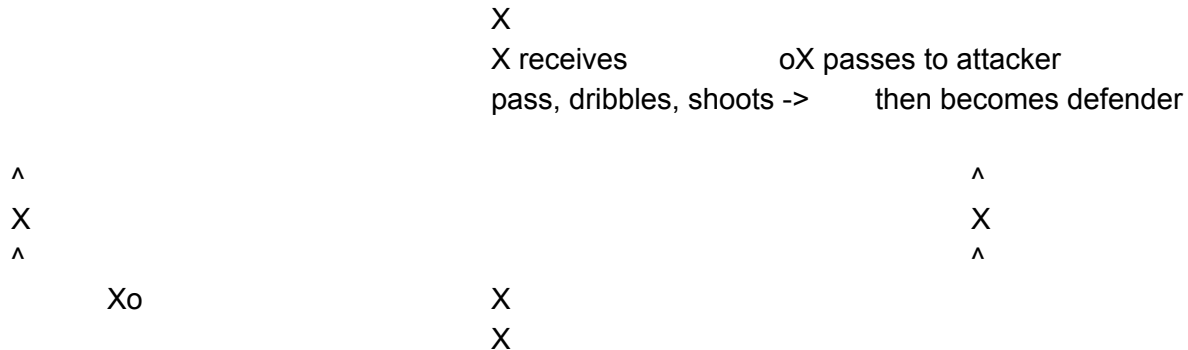 X
X receives oX passes to attacker
pass, dribbles, shoots -> then becomes defender
^ ^
X X
^ ^
Xo X
X